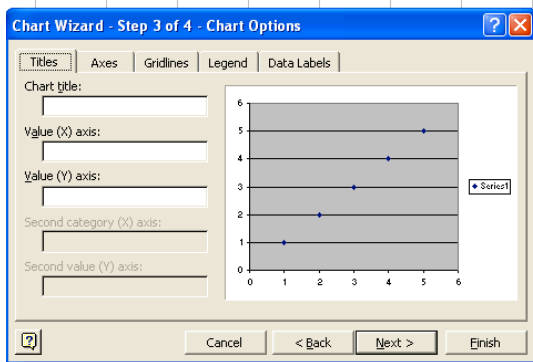 Chart Wizard - Step 3 of 4 - Chart Options
Titles Axes Gridlines Legend Data Labels
Chart title:
Value (X) axis:
Value (Y) axis:
Second category (X) axis:
Second value (Y) axis:
6
5
4
3
2
1
0
0 1 2 3 4 5 6
Series1
? Cancel < Back Next > Finish